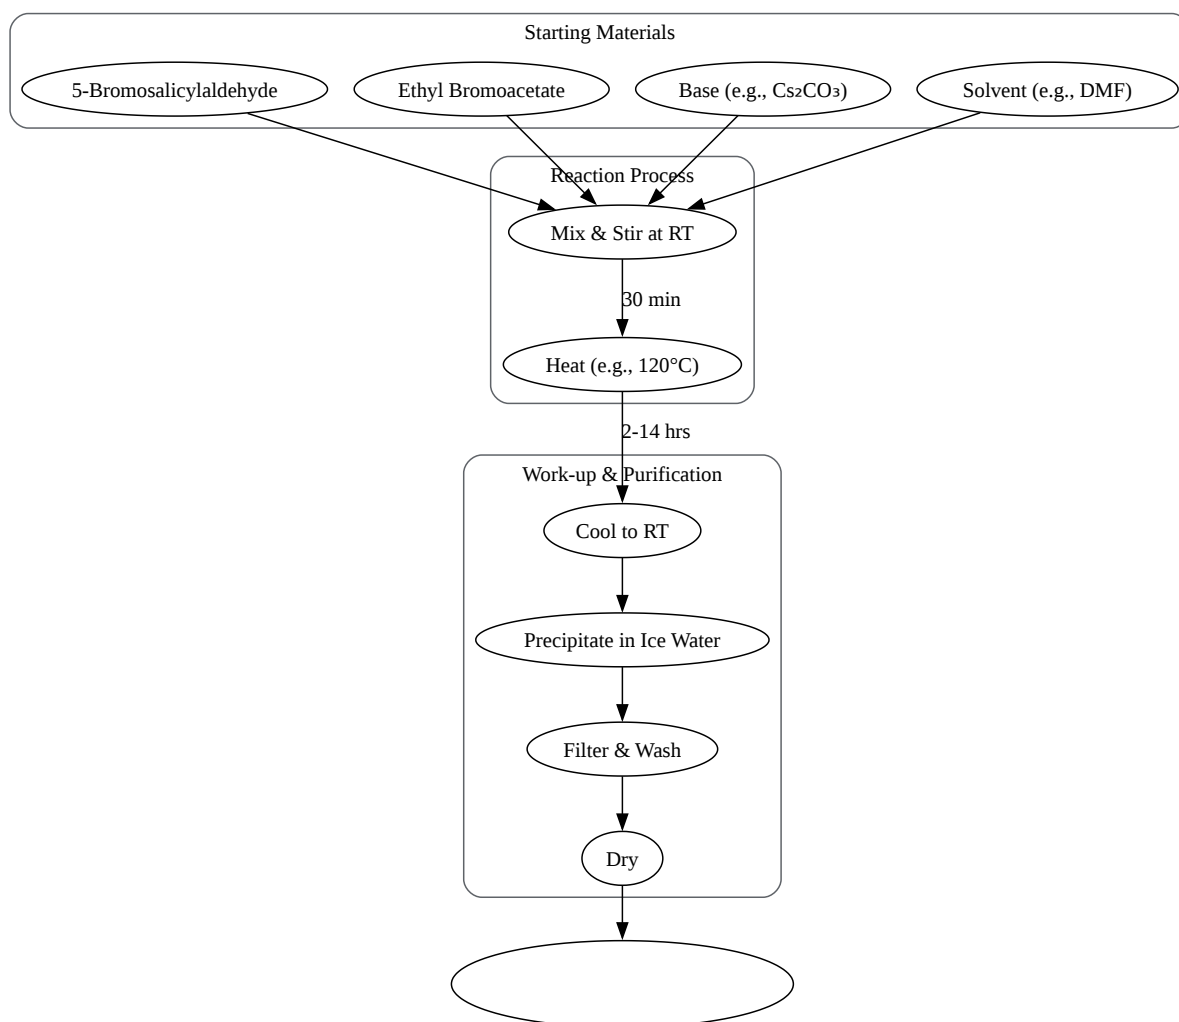 Starting Materials
5-Bromosalicylaldehyde
Ethyl Bromoacetate
Base (e.g., Cs₂CO₃)
Solvent (e.g., DMF)
Reaction Process
Mix & Stir at RT
30 min
Heat (e.g., 120°C)
2-14 hrs
Work-up & Purification
Cool to RT
Precipitate in Ice Water
Filter & Wash
Dry